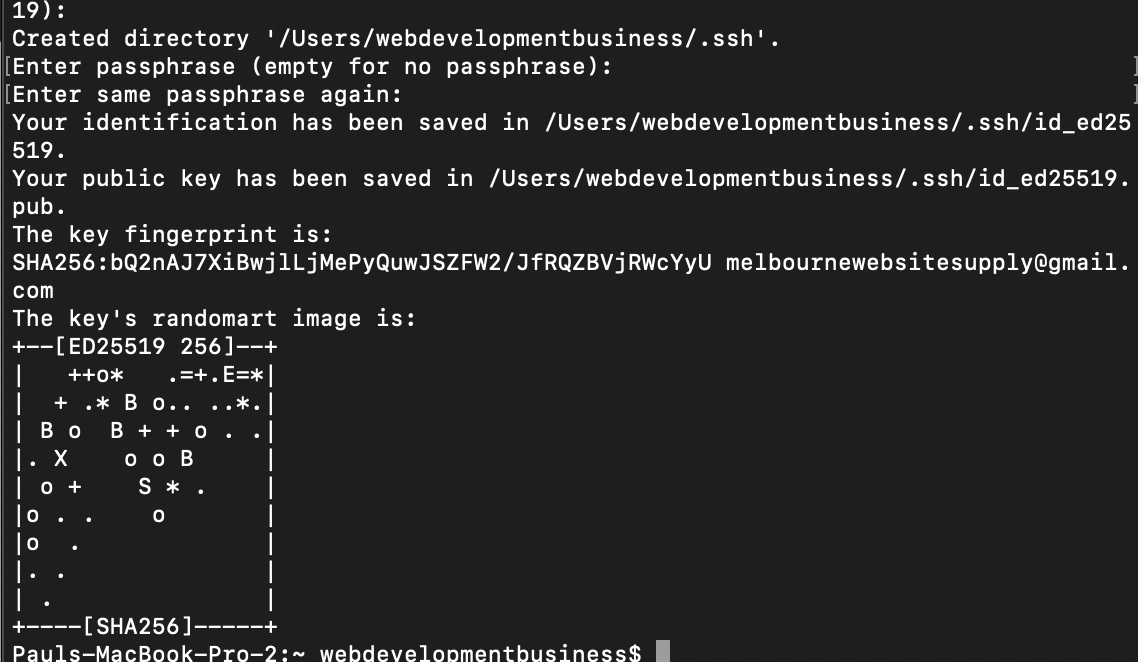 19):
Created directory '/Users/webdevelopmentbusiness/.ssh'.
[Enter passphrase (empty for no passphrase): ]
[Enter same passphrase again: ]
Your identification has been saved in /Users/webdevelopmentbusiness/.ssh/id_ed25
519.
Your public key has been saved in /Users/webdevelopmentbusiness/.ssh/id_ed25519.
pub.
The key fingerprint is:
SHA256:bQ2nAJ7XiBwjlLjMePyQuwJSZFW2/JfRQZBVjRWcYyU melbournewebsitesupply@gmail.
com
The key's randomart image is:
+--[ED25519 256]--+
|   ++o*   .=+.E=*|
|  + .* B o.. ..*.|
| B o  B + + o . .|
|. X    o o B     |
| o +    S * .    |
|o . .    o       |
|o  .             |
|. .              |
| .               |
+----[SHA256]-----+
Pauls-MacBook-Pro-2:~ webdevelopmentbusiness$